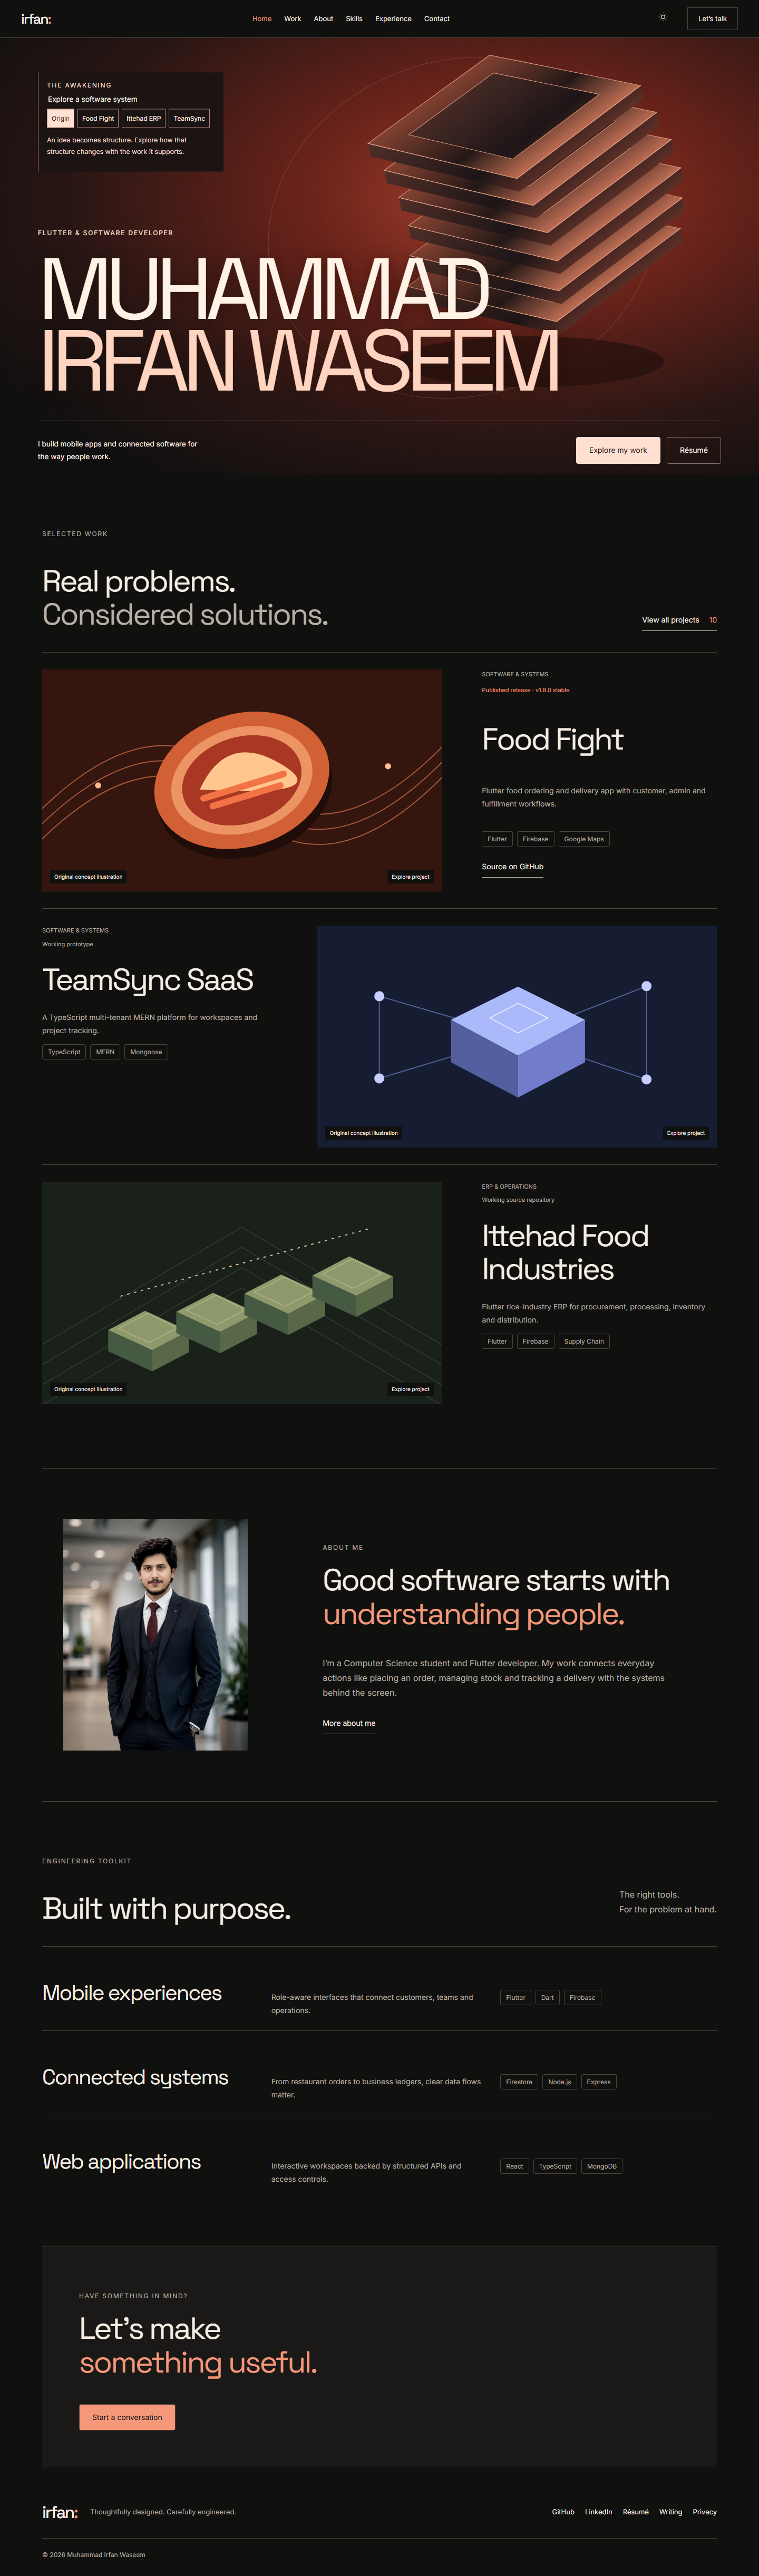 irfan:
Home Work About Skills Experience Contact
Let's talk
THE AWAKENING
Explore a software system
Origin Food Fight Ittehad ERP TeamSync
An idea becomes structure. Explore how that
structure changes with the work it supports.
FLUTTER & SOFTWARE DEVELOPER
MUHAMMAD
IRFAN WASEEM
I build mobile apps and connected software for
the way people work.
Explore my work
Résumé
SELECTED WORK
Real problems.
Considered solutions.
View all projects 10
SOFTWARE & SYSTEMS
Published release · v1.8.0 stable
Food Fight
Flutter food ordering and delivery app with customer, admin and
fulfillment workflows.
Flutter Firebase Google Maps
Source on GitHub
Original concept illustration
Explore project
SOFTWARE & SYSTEMS
Working prototype
TeamSync SaaS
A TypeScript multi-tenant MERN platform for workspaces and
project tracking.
TypeScript MERN Mongoose
Original concept illustration
Explore project
ERP & OPERATIONS
Working source repository
Ittehad Food
Industries
Flutter rice-industry ERP for procurement, processing, inventory
and distribution.
Flutter Firebase Supply Chain
Original concept illustration
Explore project
ABOUT ME
Good software starts with
understanding people.
I'm a Computer Science student and Flutter developer. My work connects everyday
actions like placing an order, managing stock and tracking a delivery with the systems
behind the screen.
More about me
ENGINEERING TOOLKIT
Built with purpose.
The right tools.
For the problem at hand.
Mobile experiences
Role-aware interfaces that connect customers, teams and
operations.
Flutter Dart Firebase
Connected systems
From restaurant orders to business ledgers, clear data flows
matter.
Firestore Node.js Express
Web applications
Interactive workspaces backed by structured APIs and
access controls.
React TypeScript MongoDB
HAVE SOMETHING IN MIND?
Let's make
something useful.
Start a conversation
irfan:
Thoughtfully designed. Carefully engineered.
GitHub LinkedIn Résumé Writing Privacy
© 2026 Muhammad Irfan Waseem